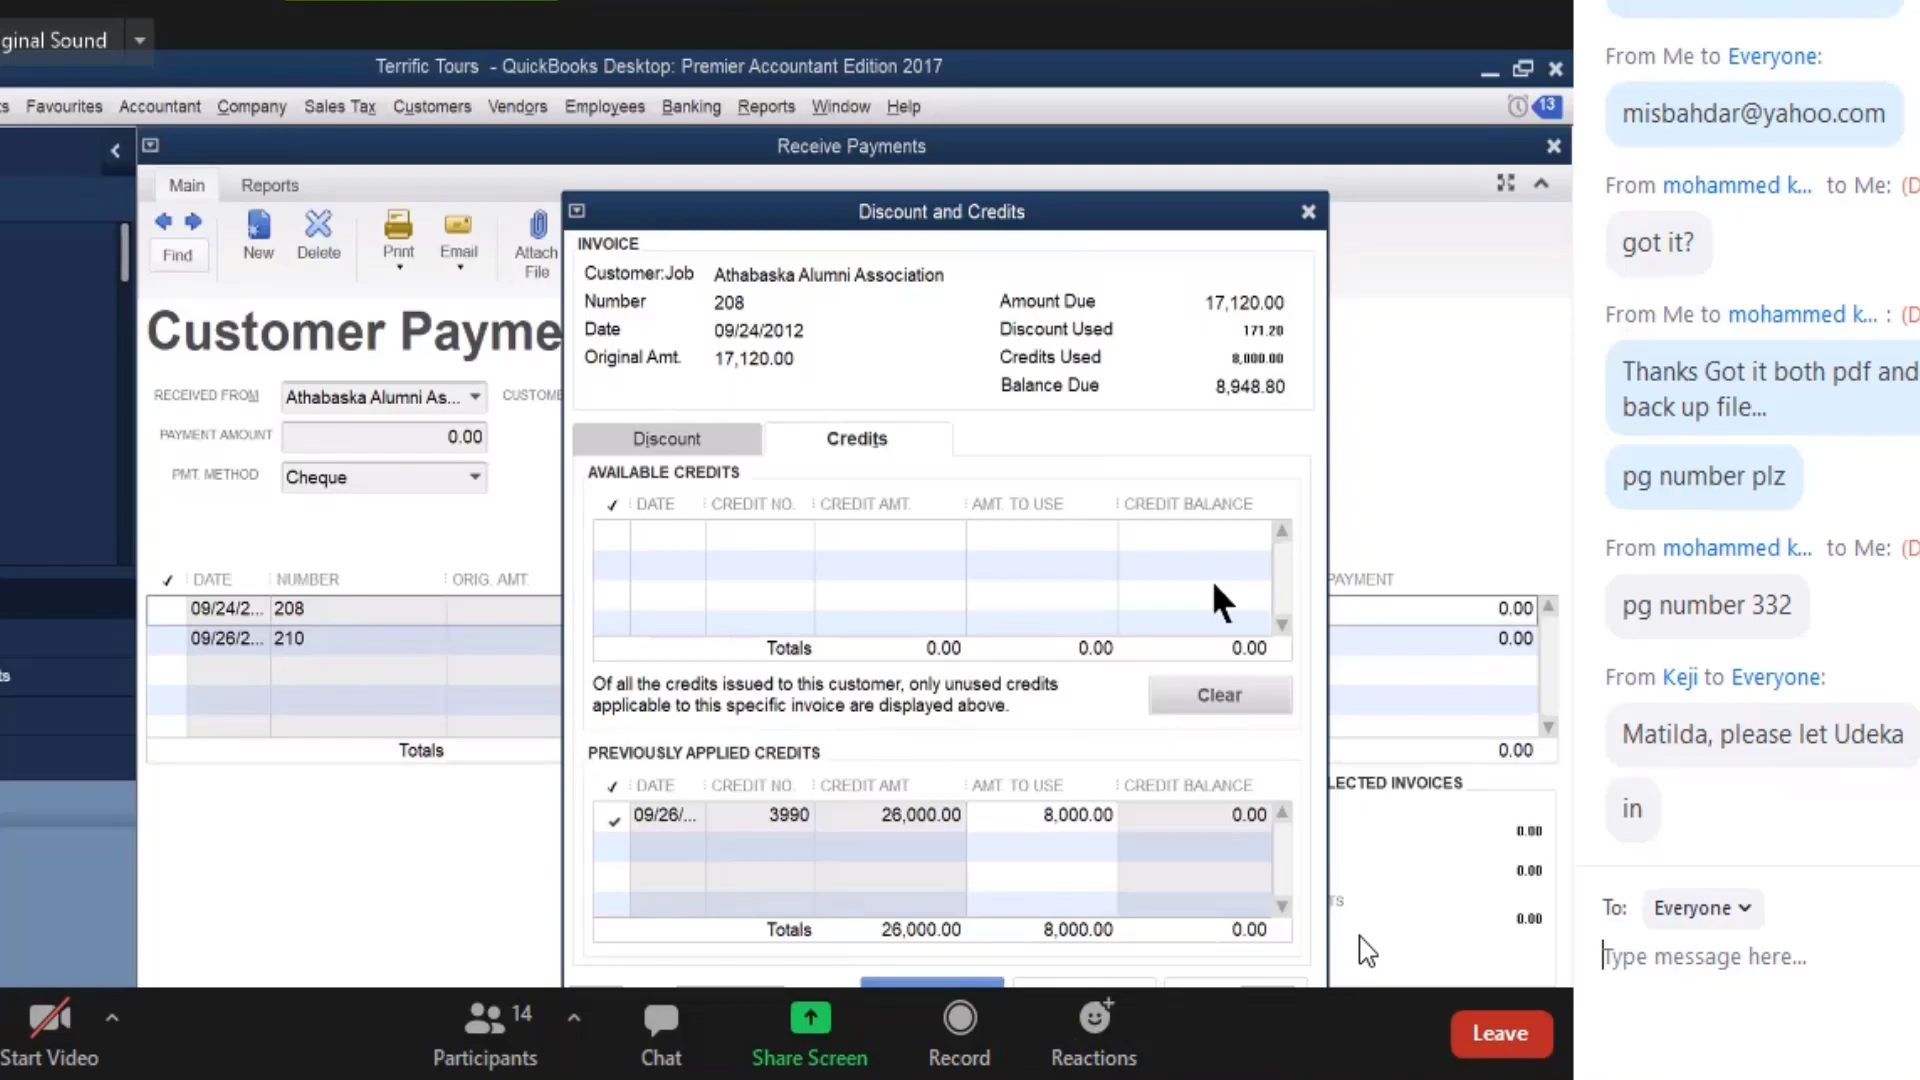 ginal Sound
Terrific Tours - QuickBooks Desktop: Premier Accountant Edition 2017
Favourites Accountant Company Sales Tax Customers Vendors Employees Banking Reports Window Help
13
Receive Payments
Main Reports
Find
New
Delete
Print
Email
Attach
File
Customer Payme
RECEIVED FROM Athabaska Alumni As... CUSTOME
PAYMENT AMOUNT 0.00
PMT. METHOD Cheque
DATE NUMBER ORIG. AMT.
09/24/2... 208
09/26/2... 210
Totals
Discount and Credits
INVOICE
Customer:Job Athabaska Alumni Association
Number 208
Date 09/24/2012
Original Amt. 17,120.00
Amount Due 17,120.00
Discount Used 171.20
Credits Used 8,000.00
Balance Due 8,948.80
Discount Credits
AVAILABLE CREDITS
✓ DATE CREDIT NO. CREDIT AMT. AMT. TO USE CREDIT BALANCE
Totals 0.00 0.00 0.00
Of all the credits issued to this customer, only unused credits
applicable to this specific invoice are displayed above.
Clear
PREVIOUSLY APPLIED CREDITS
✓ DATE CREDIT NO. CREDIT AMT. AMT. TO USE CREDIT BALANCE
✓ 09/26/... 3990 26,000.00 8,000.00 0.00
Totals 26,000.00 8,000.00 0.00
PAYMENT
0.00
0.00
0.00
LECTED INVOICES
0.00
0.00
TS
0.00
From Me to Everyone:
misbahdar@yahoo.com
From mohammed k... to Me: (D
got it?
From Me to mohammed k... : (D
Thanks Got it both pdf and
back up file...
pg number plz
From mohammed k... to Me: (D
pg number 332
From Keji to Everyone:
Matilda, please let Udeka
in
To: Everyone
Type message here...
Start Video
14
Participants
Chat
Share Screen
Record
Reactions
Leave